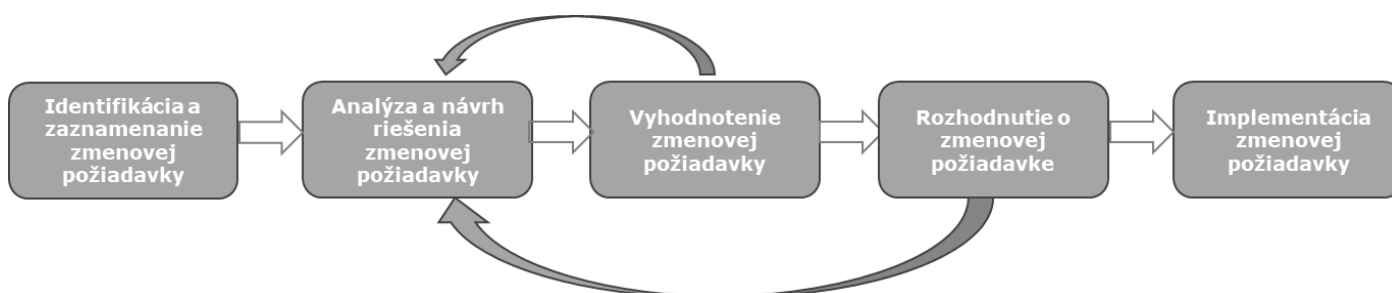 Identifikácia a
zaznamenanie
zmenovej
požiadavky
Analýza a návrh
riešenia
zmenovej
požiadavky
Vyhodnotenie
zmenovej
požiadavky
Rozhodnutie o
zmenovej
požiadavke
Implementácia
zmenovej
požiadavky